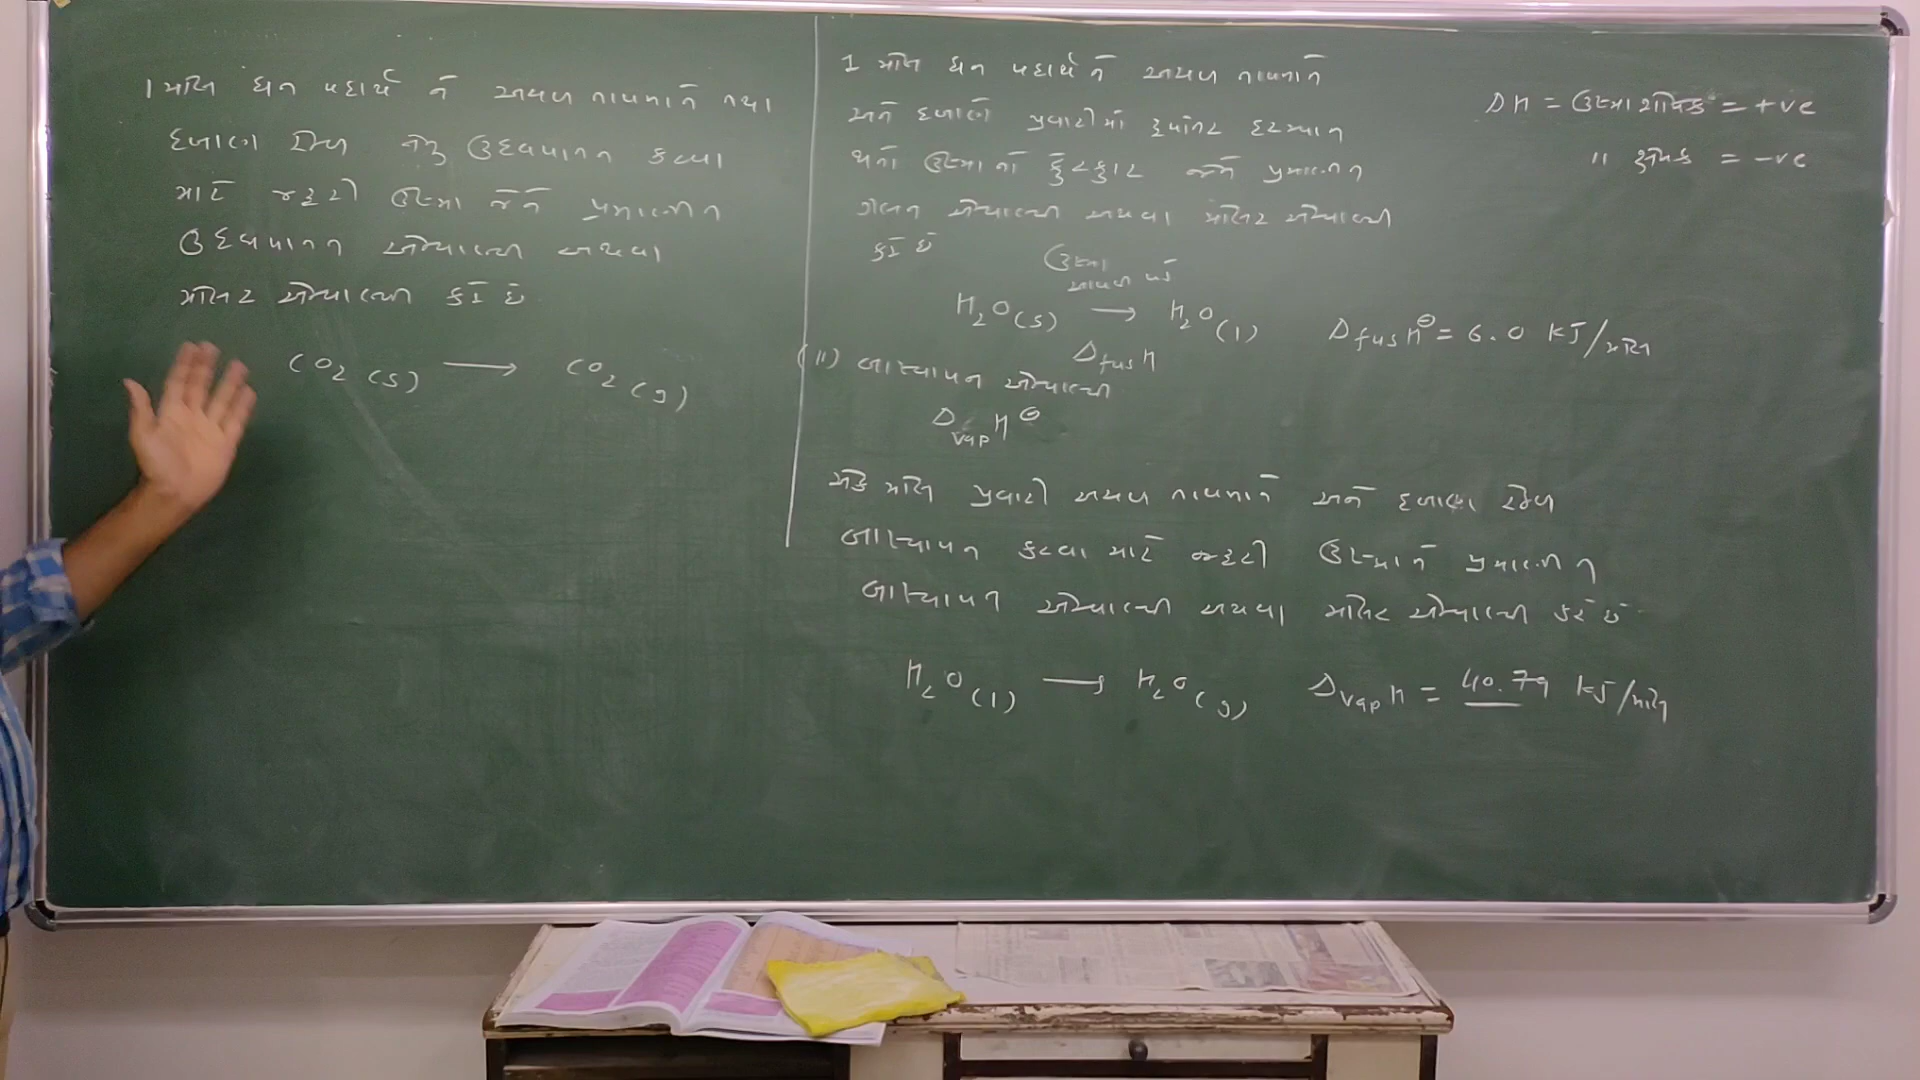 1 મોલ ઘન પદાર્થ ને અચળ તાપમાને તથા
દબાણે તેનું ઉર્ધ્વપાતન કરવા
માટે જરૂરી ઉષ્મા જેને પ્રમાણીત
ઉર્ધ્વપાતન એન્થાલ્પી અથવા
મોલર એન્થાલ્પી કહે છે
CO2 (s) ⟶ CO2 (g)
1 મોલ ઘન પદાર્થ ને અચળ તાપમાને
અને દબાણે પ્રવાહીમાં રૂપાંતર દરમ્યાન
થતા ઉષ્માના ફેરફાર જેને પ્રમાણીત
ગલન એન્થાલ્પી અથવા મોલર એન્થાલ્પી
કહે છે
ઉષ્મા
H2O (s) ⟶ H2O (l) ΔfusH⊖ = 6.0 KJ/મોલ
ΔfusH
(ii) બાષ્પાયન એન્થાલ્પી
ΔvapH⊖
એક મોલ પ્રવાહી અચળ તાપમાને અને દબાણે
બાષ્પાયન કરવા માટે જરૂરી ઉષ્માને પ્રમાણીત
બાષ્પાયન એન્થાલ્પી અથવા મોલર એન્થાલ્પી કહે છે
H2O (l) ⟶ H2O (g) ΔvapH = 40.79 KJ/મોલ
ΔH = ઉષ્માશોષક = +ve
" ક્ષેપક = -ve